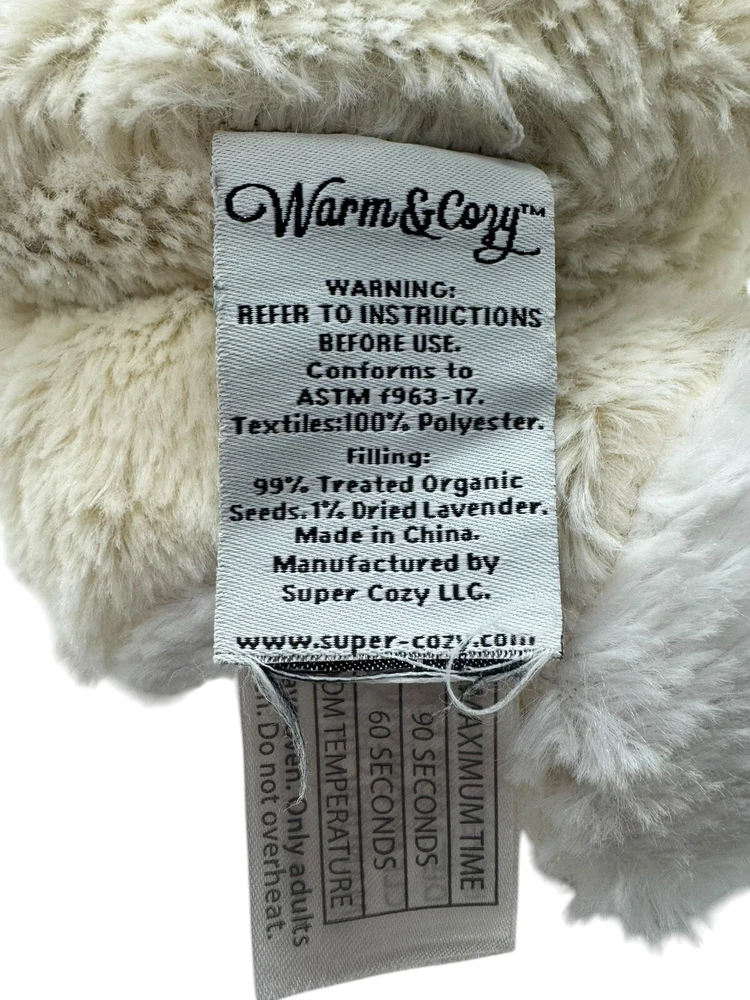 Warm & Cozy™
WARNING:
REFER TO INSTRUCTIONS
BEFORE USE.
Conforms to
ASTM f963-17.
Textiles:100% Polyester.
Filling:
99% Treated Organic
Seeds. 1% Dried Lavender.
Made in China.
Manufactured by
Super Cozy LLC.
www.super-cozy.com
AXIMUM TIME
90 SECONDS
60 SECONDS
OM TEMPERATURE
Only adults
Do not overheat.